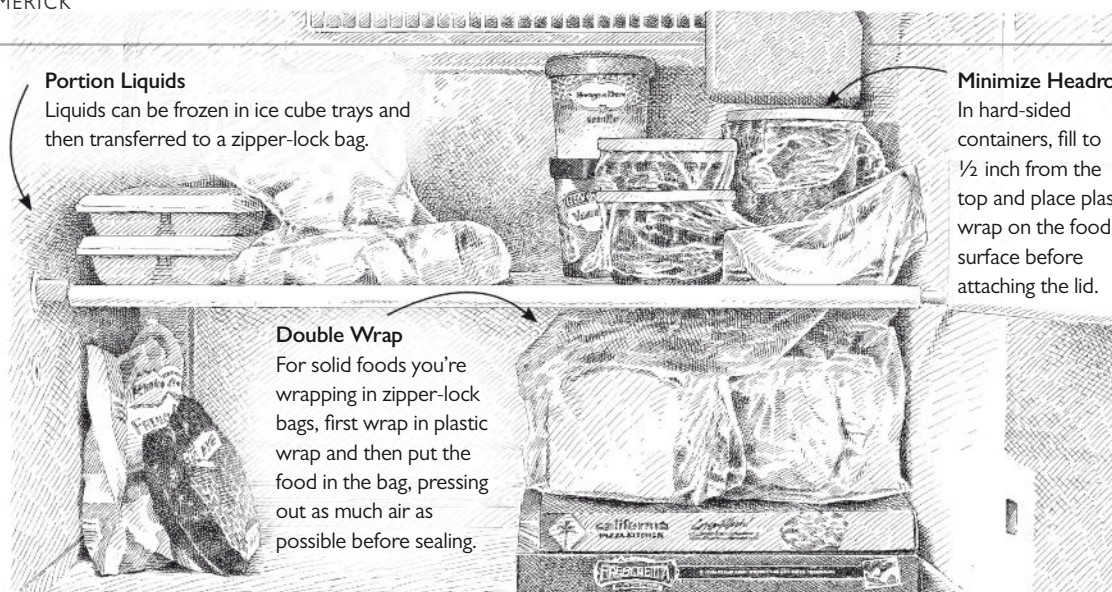 MERICK
Portion Liquids
Liquids can be frozen in ice cube trays and
then transferred to a zipper-lock bag.
Minimize Headro
In hard-sided
containers, fill to
½ inch from the
top and place plas
wrap on the food
surface before
attaching the lid.
Double Wrap
For solid foods you’re
wrapping in zipper-lock
bags, first wrap in plastic
wrap and then put the
food in the bag, pressing
out as much air as
possible before sealing.
vanilla
california
PIZZA KITCHEN
FRESCHETTA